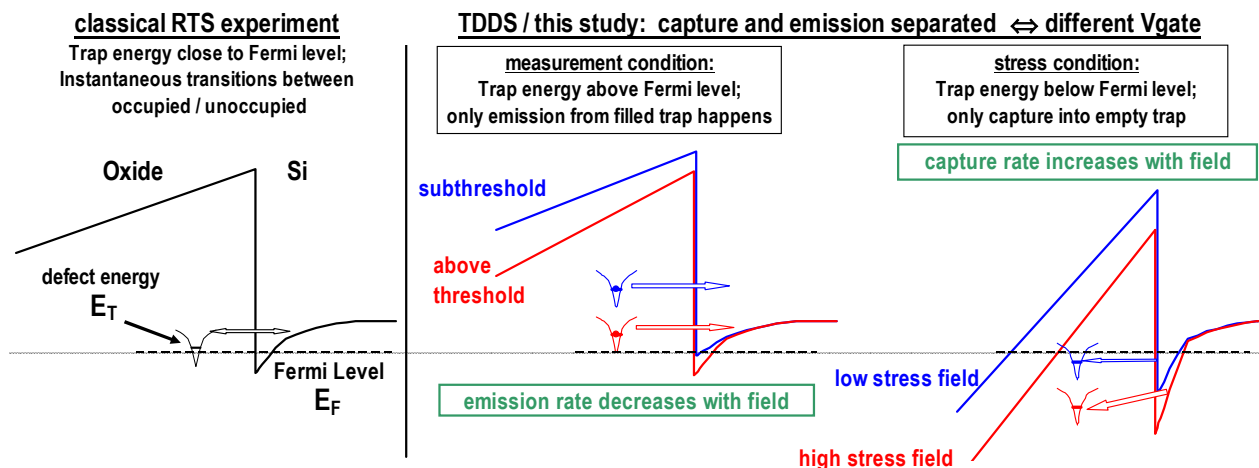 classical RTS experiment
Trap energy close to Fermi level;
Instantaneous transitions between
occupied / unoccupied
Oxide
Si
defect energy
E_T
Fermi Level
E_F
TDDS / this study:  capture and emission separated ⇔ different Vgate
measurement condition:
Trap energy above Fermi level;
only emission from filled trap happens
subthreshold
above
threshold
emission rate decreases with field
stress condition:
Trap energy below Fermi level;
only capture into empty trap
capture rate increases with field
low stress field
high stress field